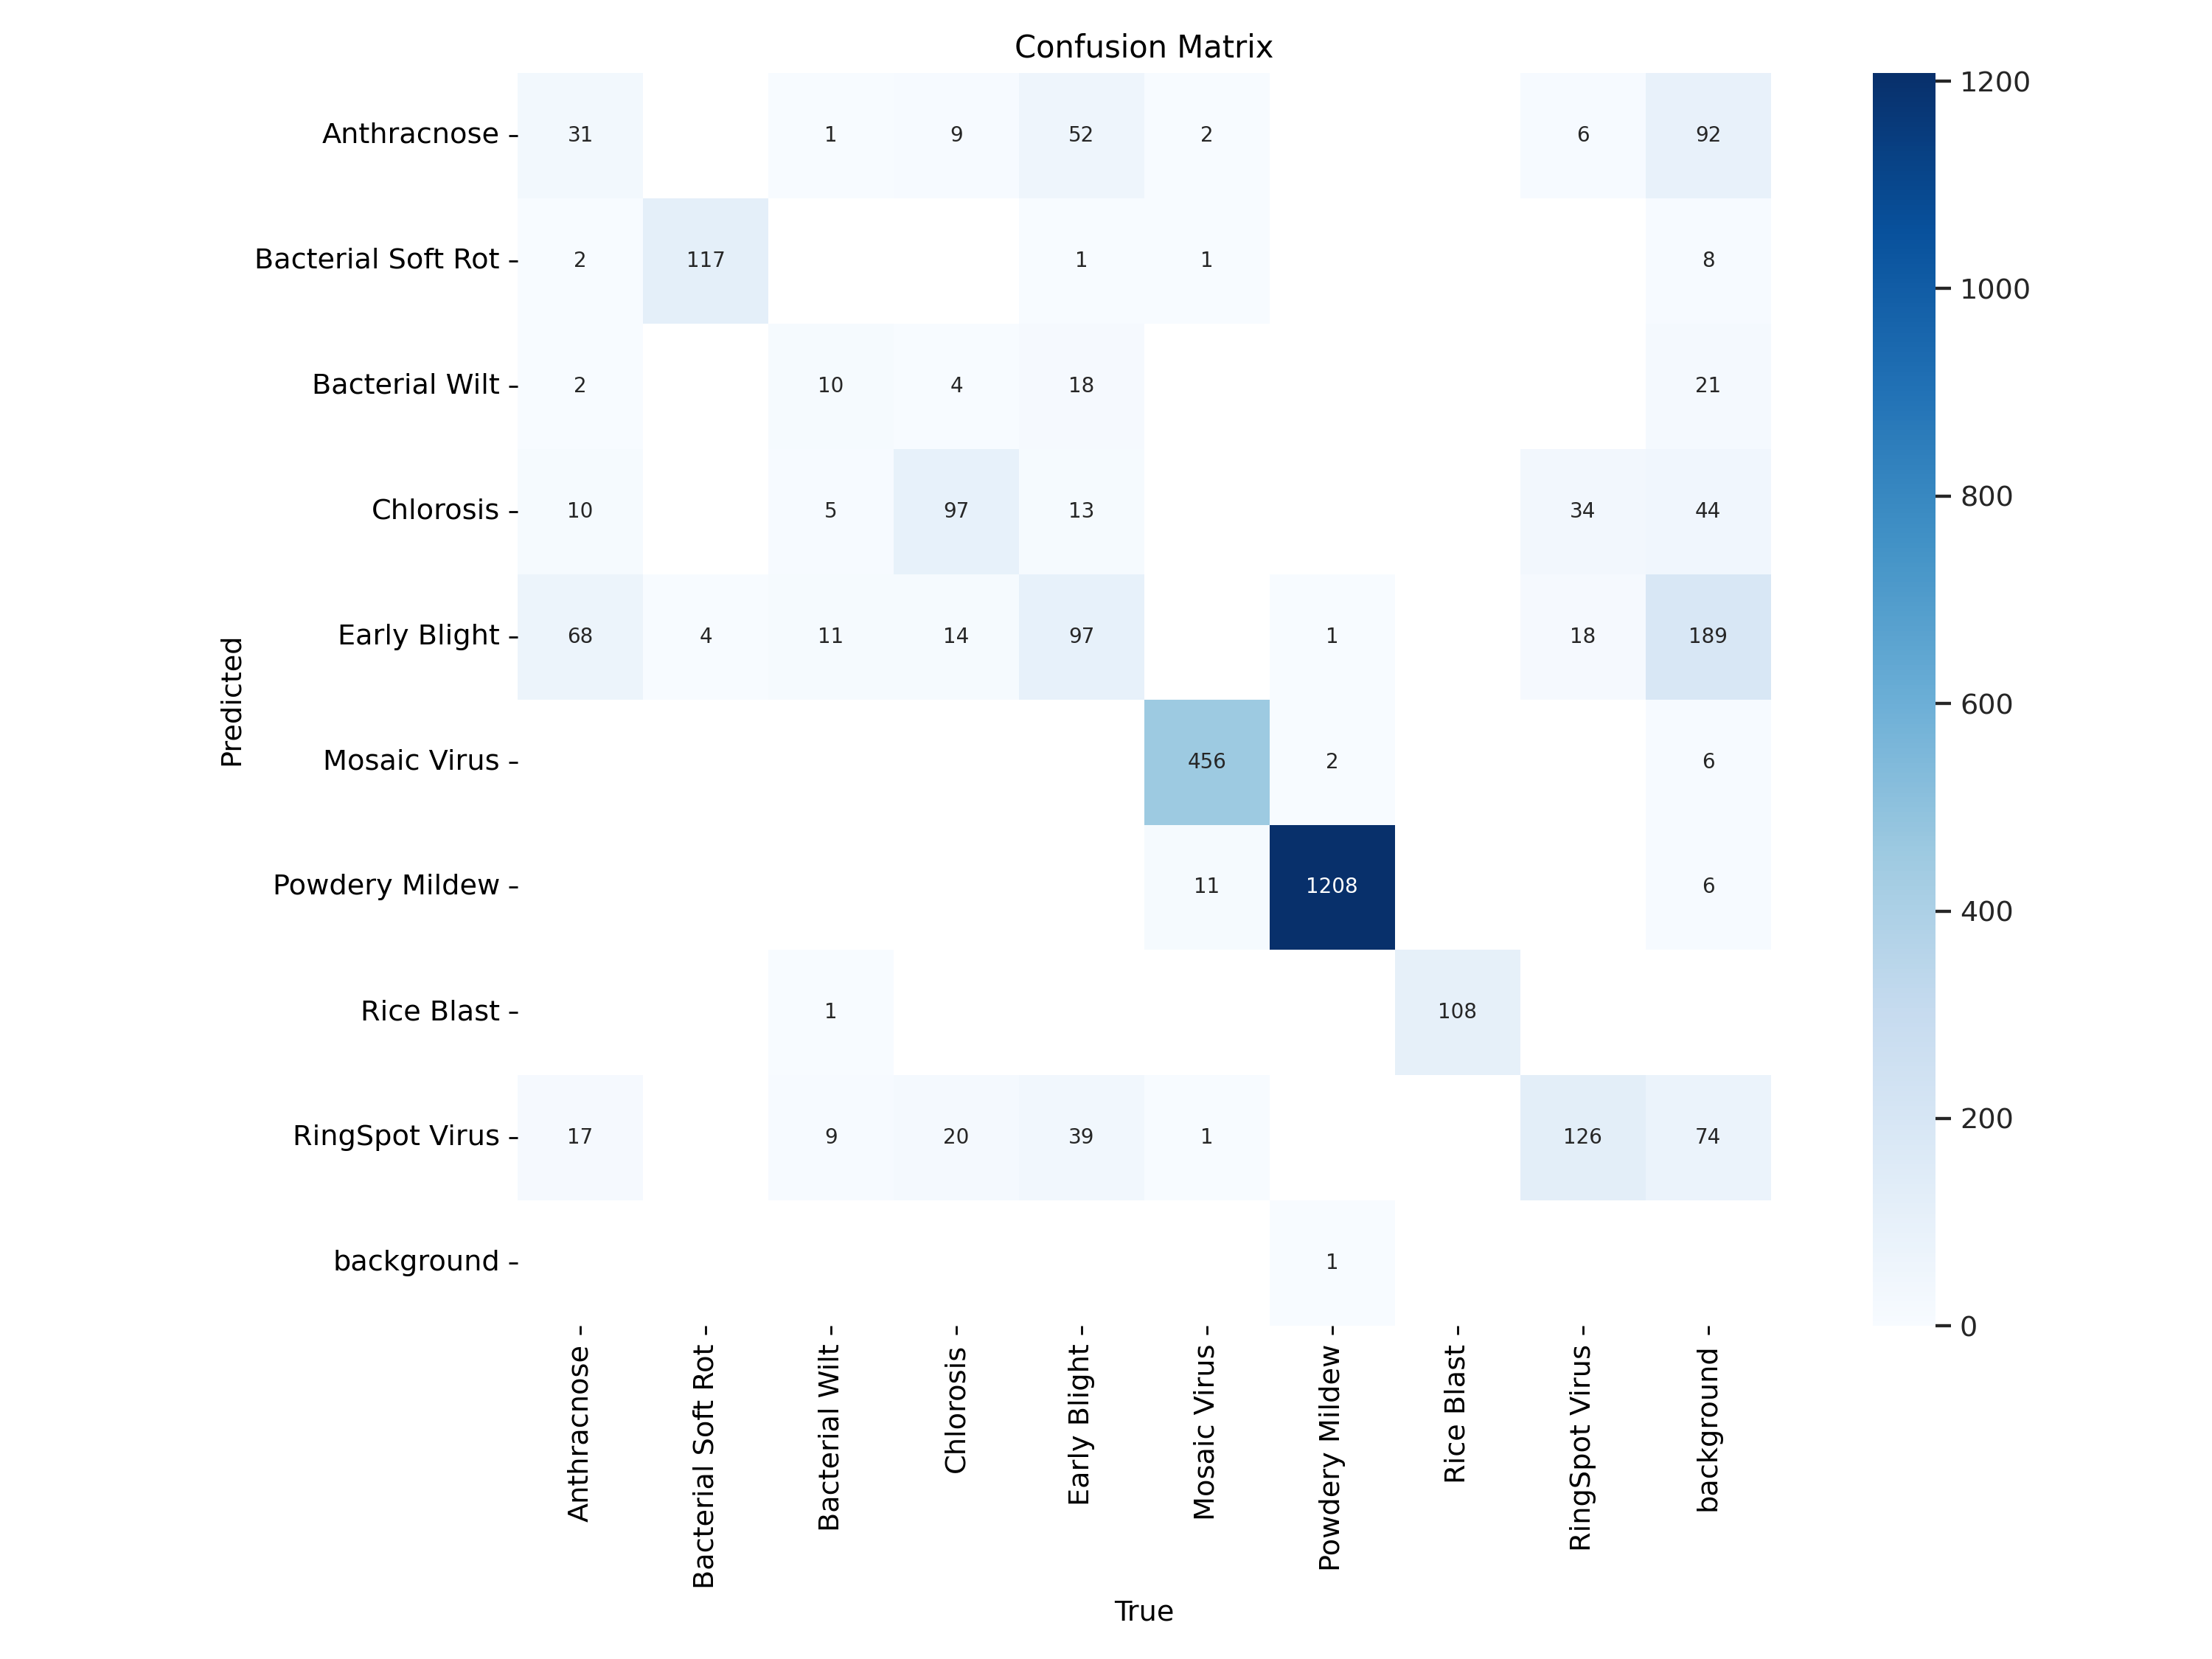 Confusion Matrix
Anthracnose 31 1 9 52 2 6 92
Bacterial Soft Rot 2 117 1 1 8
Bacterial Wilt 2 10 4 18 21
Chlorosis 10 5 97 13 34 44
Early Blight 68 4 11 14 97 1 18 189
Mosaic Virus 456 2 6
Powdery Mildew 11 1208 6
Rice Blast 1 108
RingSpot Virus 17 9 20 39 1 126 74
background 1
Predicted
Anthracnose
Bacterial Soft Rot
Bacterial Wilt
Chlorosis
Early Blight
Mosaic Virus
Powdery Mildew
Rice Blast
RingSpot Virus
background
True
1200
1000
800
600
400
200
0